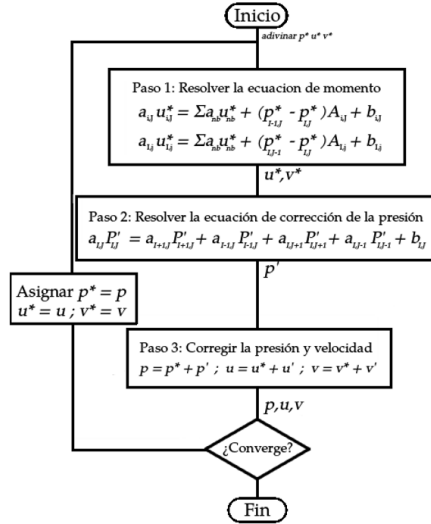 Inicio
adivinar p* u* v*
Paso 1: Resolver la ecuacion de momento
a_{i,J} u*_{i,J} = Σa_{nb}u*_{nb} + (p*_{I-1,J} - p*_{I,J})A_{i,J} + b_{i,J}
a_{I,j} u*_{I,j} = Σa_{nb}u*_{nb} + (p*_{I,J-1} - p*_{I,J})A_{I,j} + b_{I,j}
u*,v*
Paso 2: Resolver la ecuación de corrección de la presión
a_{I,J}P'_{I,J} = a_{I+1,J}P'_{I+1,J} + a_{I-1,J}P'_{I-1,J} + a_{I,J+1}P'_{I,J+1} + a_{I,J-1}P'_{I,J-1} + b_{I,J}
p'
Asignar p* = p
u* = u ; v* = v
Paso 3: Corregir la presión y velocidad
p = p* + p' ; u = u* + u' ; v = v* + v'
p,u,v
¿Converge?
Fin